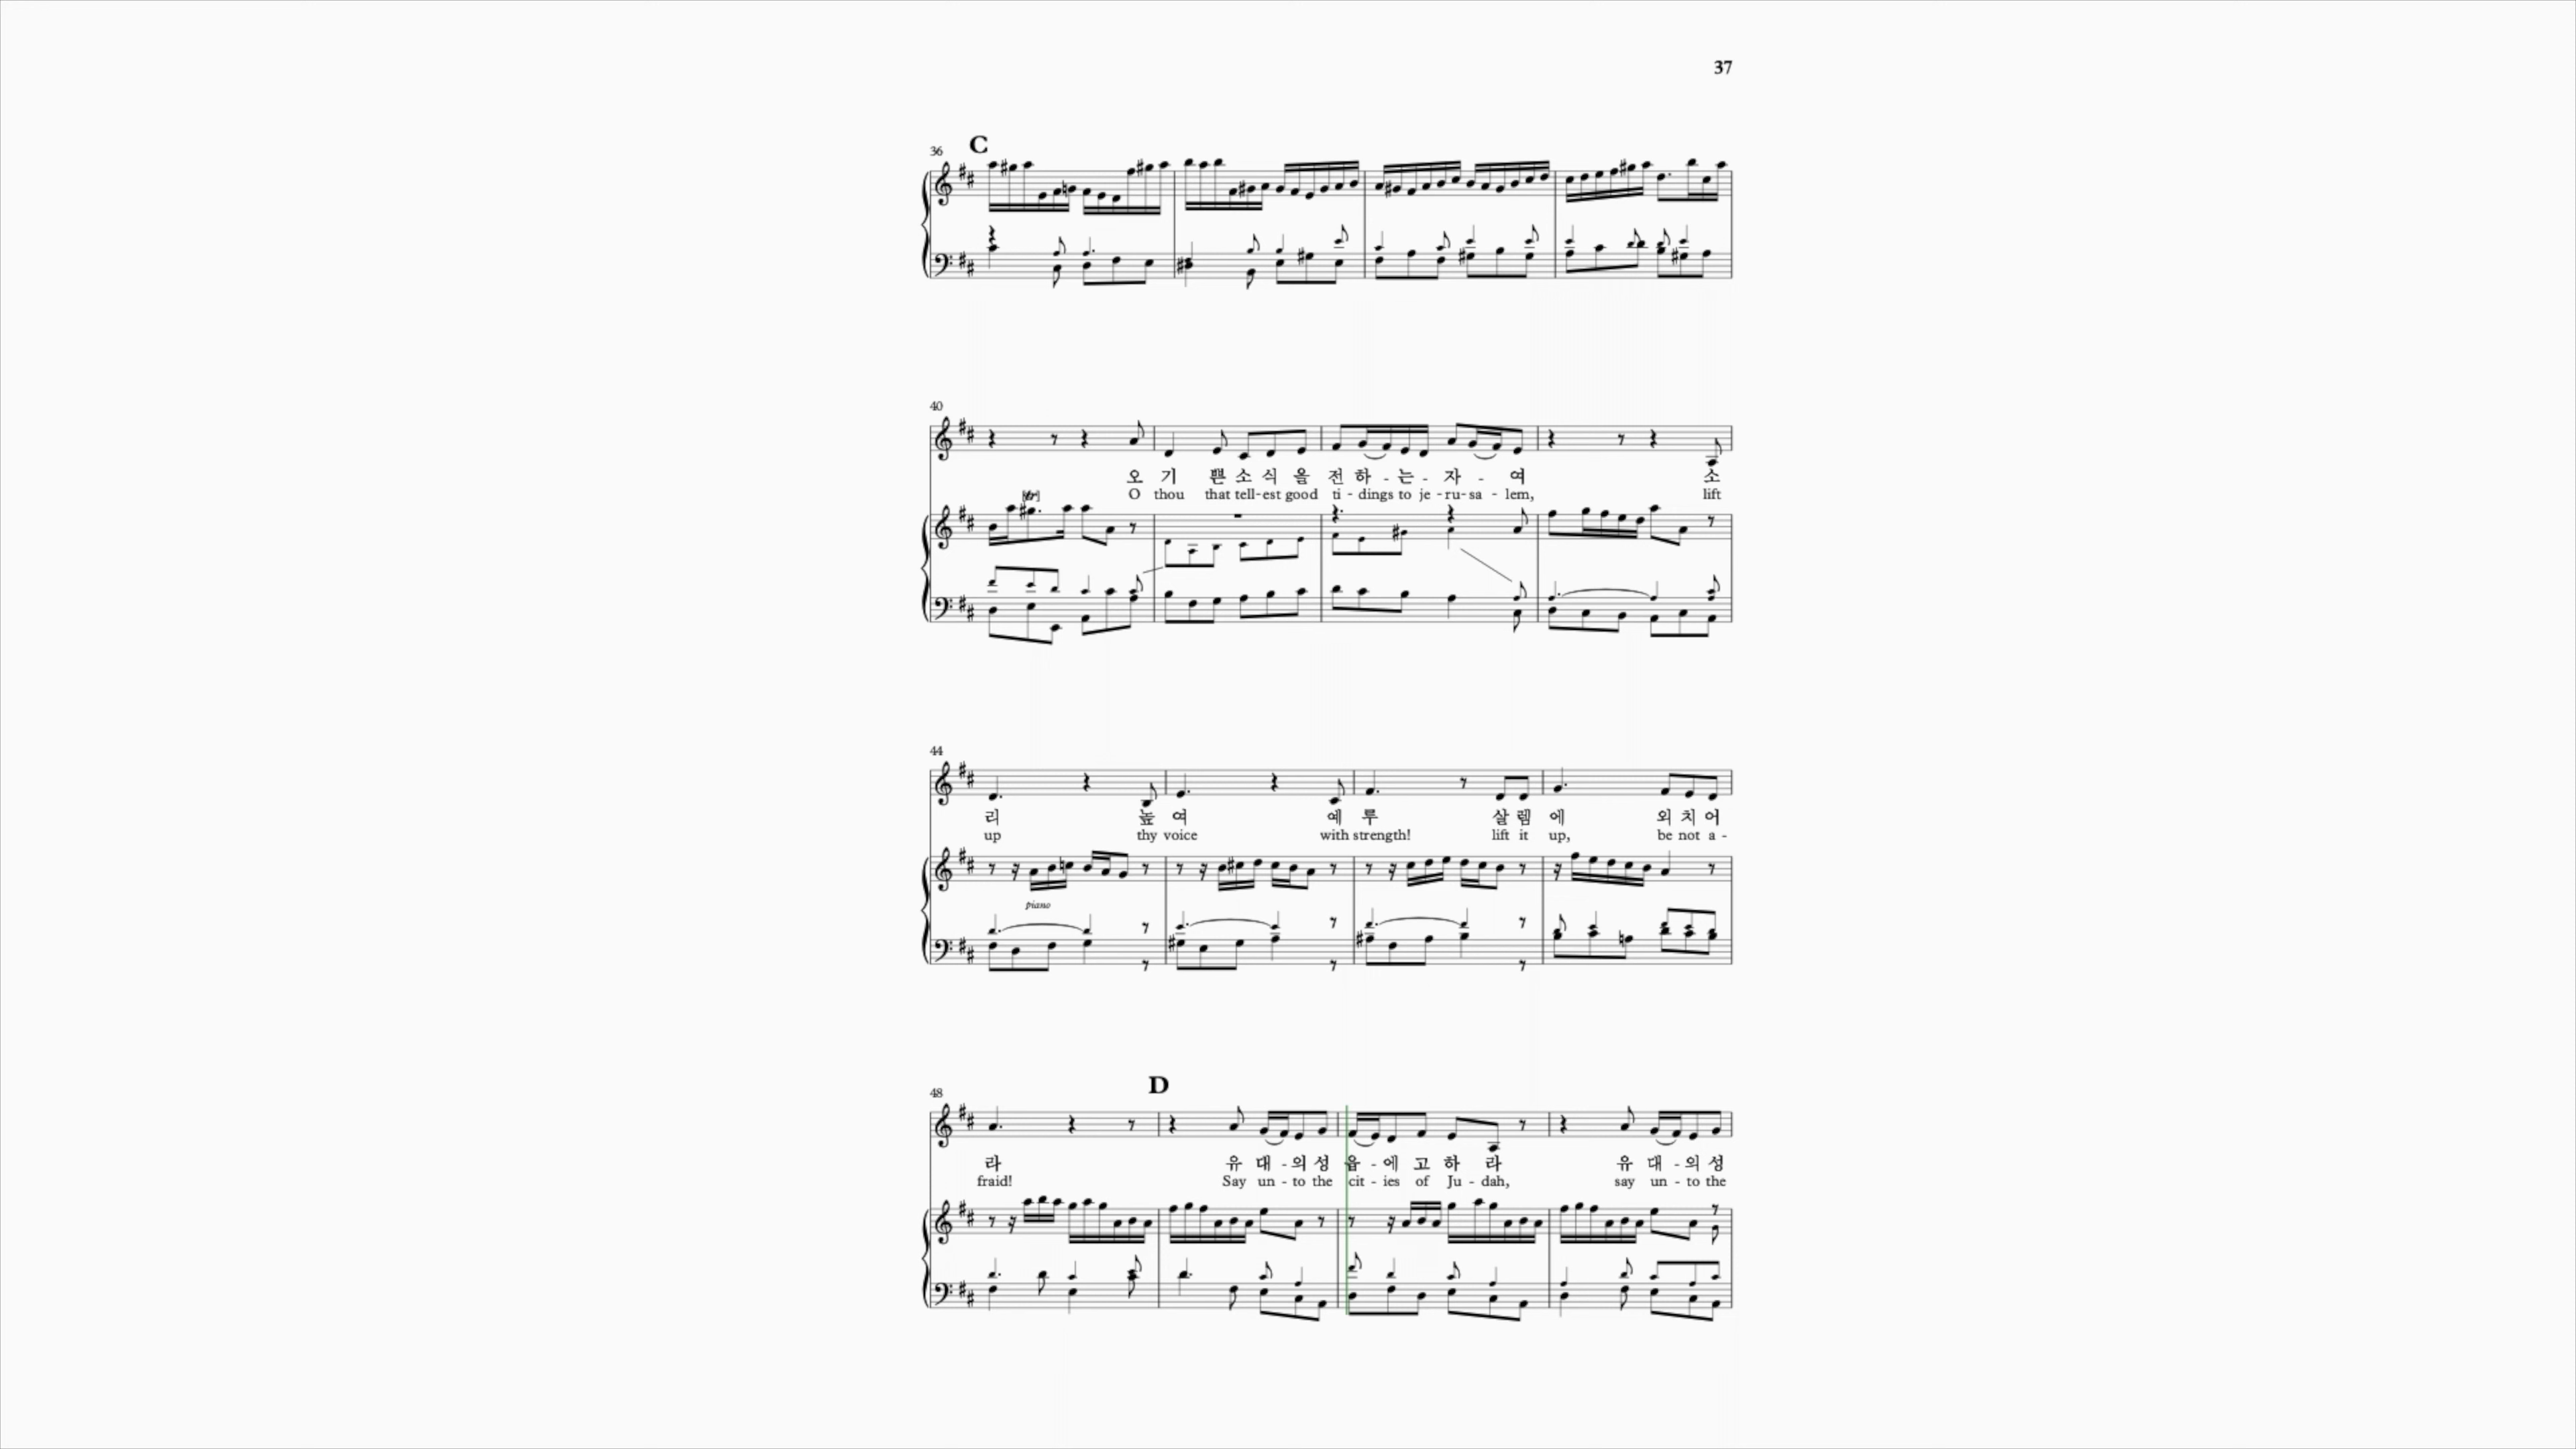 37
C
36
40
오 기 쁜 소 식 을 전 하 - 는 - 자 - 여 소
O thou that tell-est good ti - dings to je - ru - sa - lem, lift
[tr]
44
리 높 여 예 루 살 렘 에 외 치 어
up thy voice with strength! lift it up, be not a -
piano
D
48
라 유 대 - 의 성 읍 - 에 고 하 라 유 대 - 의 성
fraid! Say un - to the cit - ies of Ju - dah, say un - to the